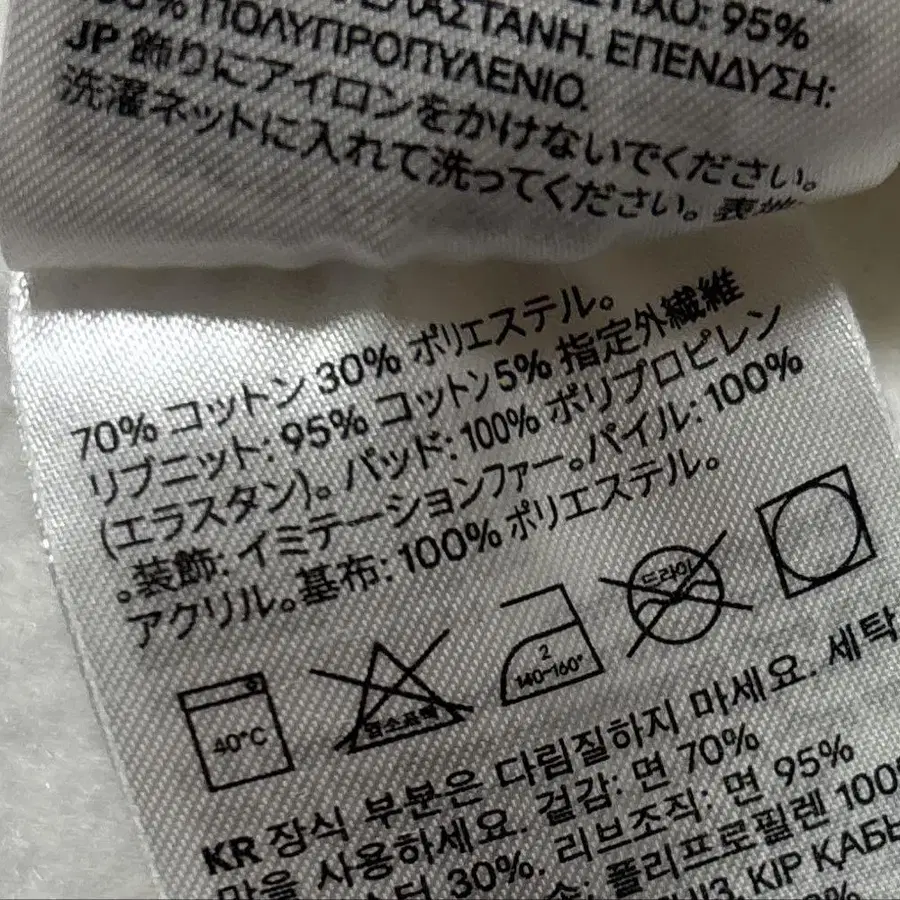 95%
ΕΛΑΣΤΑΝΗ. ΕΠΕΝΔΥΣΗ:
ΠΟΛΥΠΡΟΠΥΛΕΝΙΟ.
JP 飾りにアイロンをかけないでください。
洗濯ネットに入れて洗ってください。
70% コットン 30% ポリエステル。
リブニット: 95% コットン 5% 指定外繊維
(エラスタン)。パッド: 100% ポリプロピレン
。装飾: イミテーションファー。パイル: 100%
アクリル。基布: 100% ポリエステル。
40°C
염소표백
2
140~160°
드라이
KR 장식 부분은 다림질하지 마세요. 세탁
망을 사용하세요. 겉감: 면 70%
30%. 리브조직: 면 95%
폴리프로필렌 100%
KIP